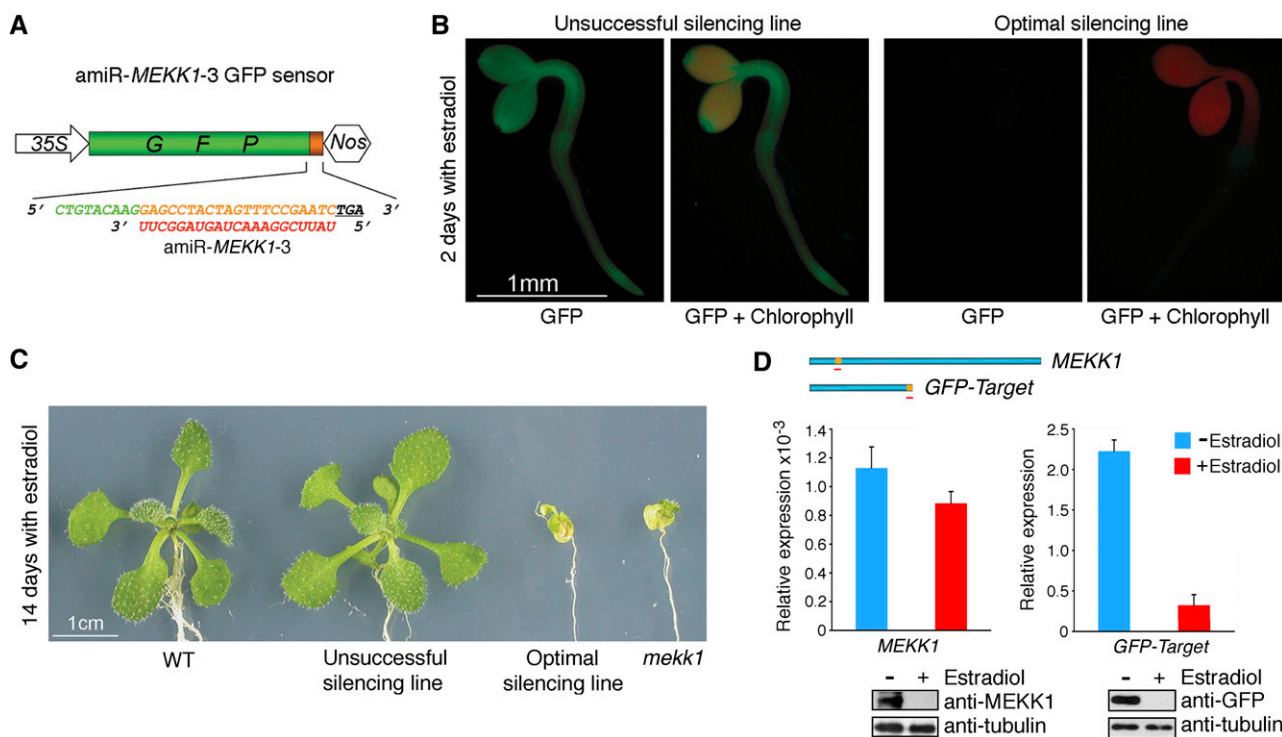 A
amiR-MEKK1-3 GFP sensor
35S
G F P
Nos
5′ CTGTACAAGGAGCCTACTAGTTTCCGAATCTGA 3′
3′ UUCGGAUGAUCAAAGGCUUAU 5′
amiR-MEKK1-3
B
Unsuccessful silencing line
Optimal silencing line
2 days with estradiol
1mm
GFP
GFP + Chlorophyll
GFP
GFP + Chlorophyll
C
14 days with estradiol
1cm
WT
Unsuccessful
silencing line
Optimal
silencing line
mekk1
D
MEKK1
GFP-Target
Relative expression x10-3
1.4
1.2
1.0
0.8
0.6
0.4
0.2
0
MEKK1
Relative expression
2.5
2.0
1.5
1.0
0.5
0
GFP-Target
-Estradiol
+Estradiol
- + Estradiol
anti-MEKK1
anti-tubulin
- + Estradiol
anti-GFP
anti-tubulin